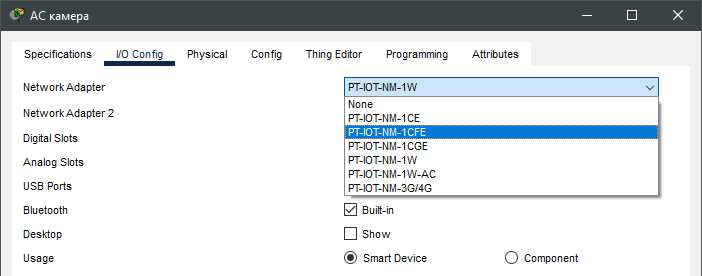 AC камера
Specifications I/O Config Physical Config Thing Editor Programming Attributes
Network Adapter PT-IOT-NM-1W
None
Network Adapter 2 PT-IOT-NM-1CE
PT-IOT-NM-1CFE
Digital Slots PT-IOT-NM-1CGE
Analog Slots PT-IOT-NM-1W
PT-IOT-NM-1W-AC
USB Ports PT-IOT-NM-3G/4G
Bluetooth Built-in
Desktop Show
Usage Smart Device Component